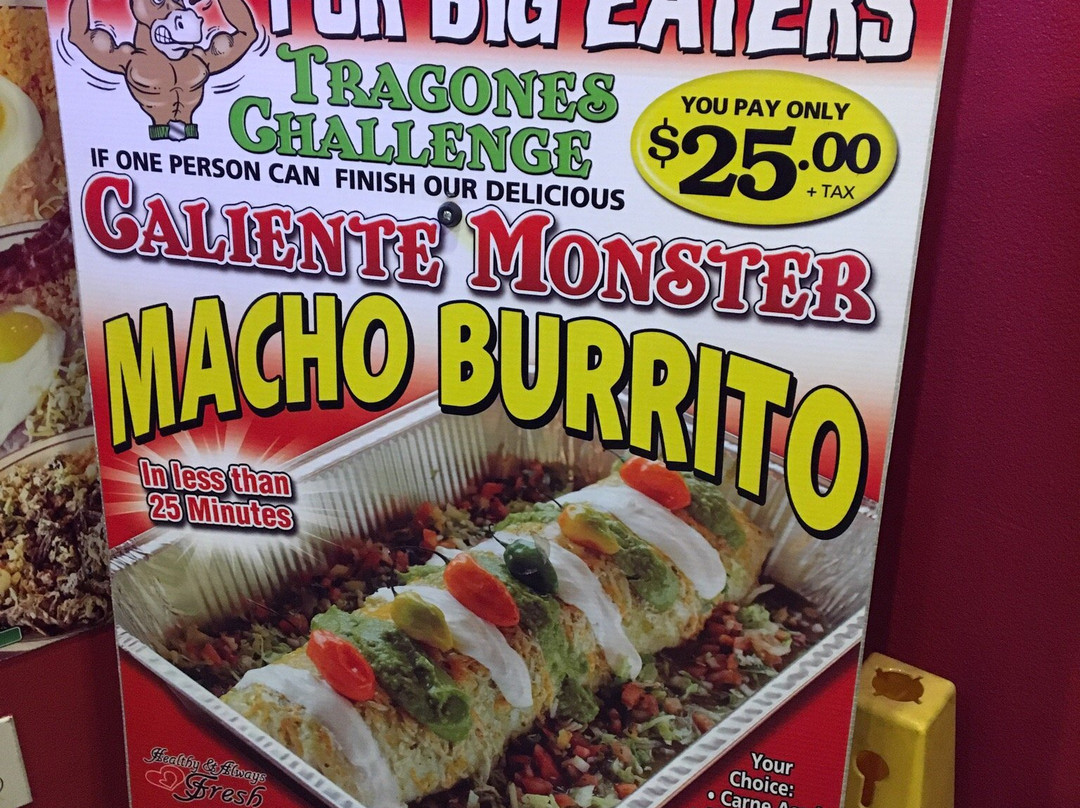 FOR BIG EATERS
TRAGONES
CHALLENGE
YOU PAY ONLY
$25.00
+ TAX
IF ONE PERSON CAN FINISH OUR DELICIOUS
CALIENTE MONSTER
MACHO BURRITO
In less than
25 Minutes
Healthy & Always
Fresh
Your
Choice:
• Carne